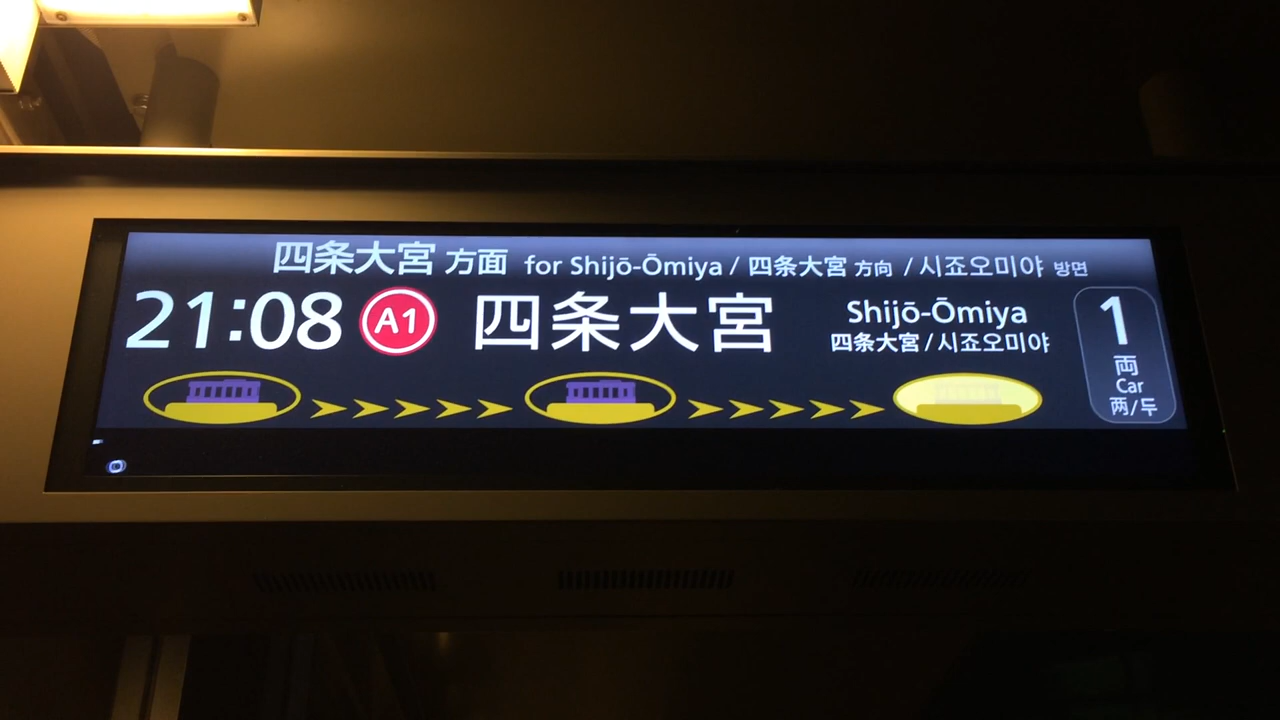 四条大宮 方面 for Shijō-Ōmiya / 四条大宮 方向 / 시죠오미야 방면
21:08 A1 四条大宮
Shijō-Ōmiya
四条大宮 / 시죠오미야
1
両
Car
两/두